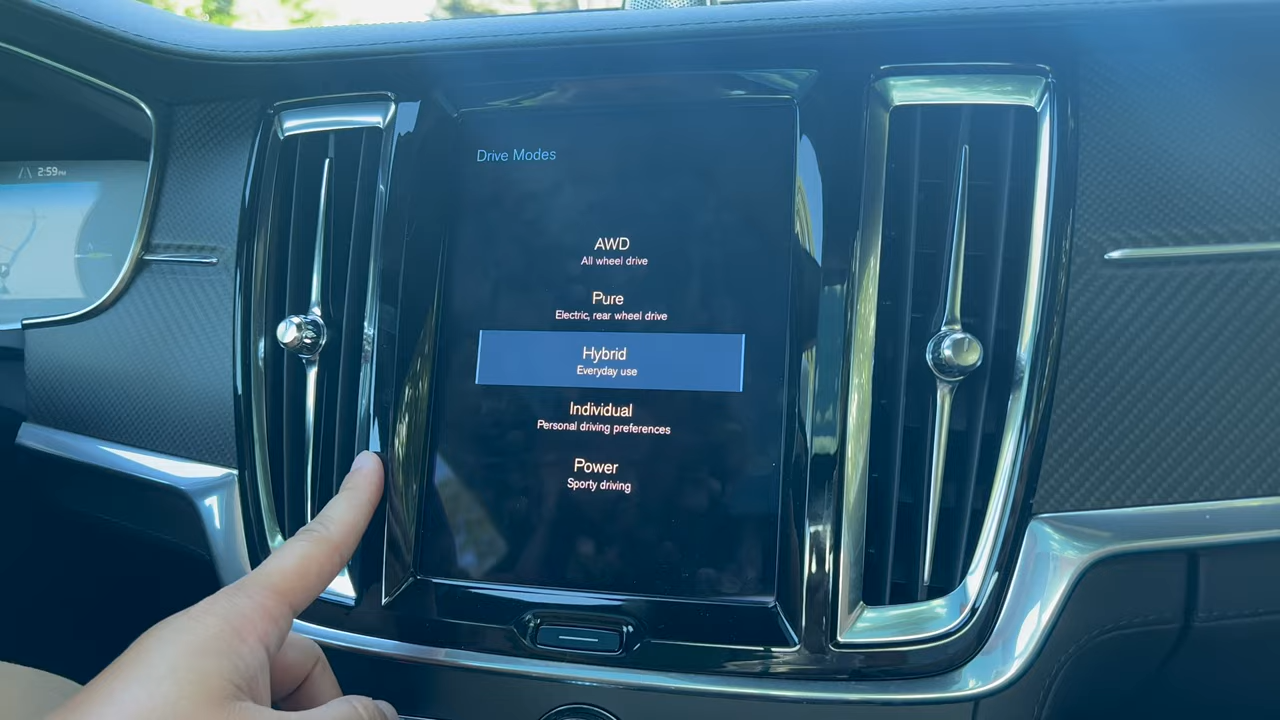 2:59PM
Drive Modes
AWD
All wheel drive
Pure
Electric, rear wheel drive
Hybrid
Everyday use
Individual
Personal driving preferences
Power
Sporty driving